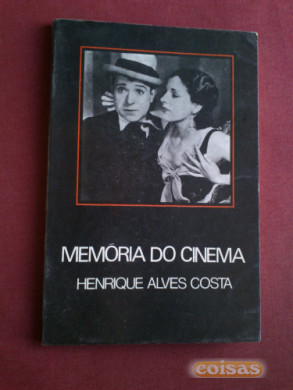 MEMÓRIA DO CINEMA
HENRIQUE ALVES COSTA
coisas